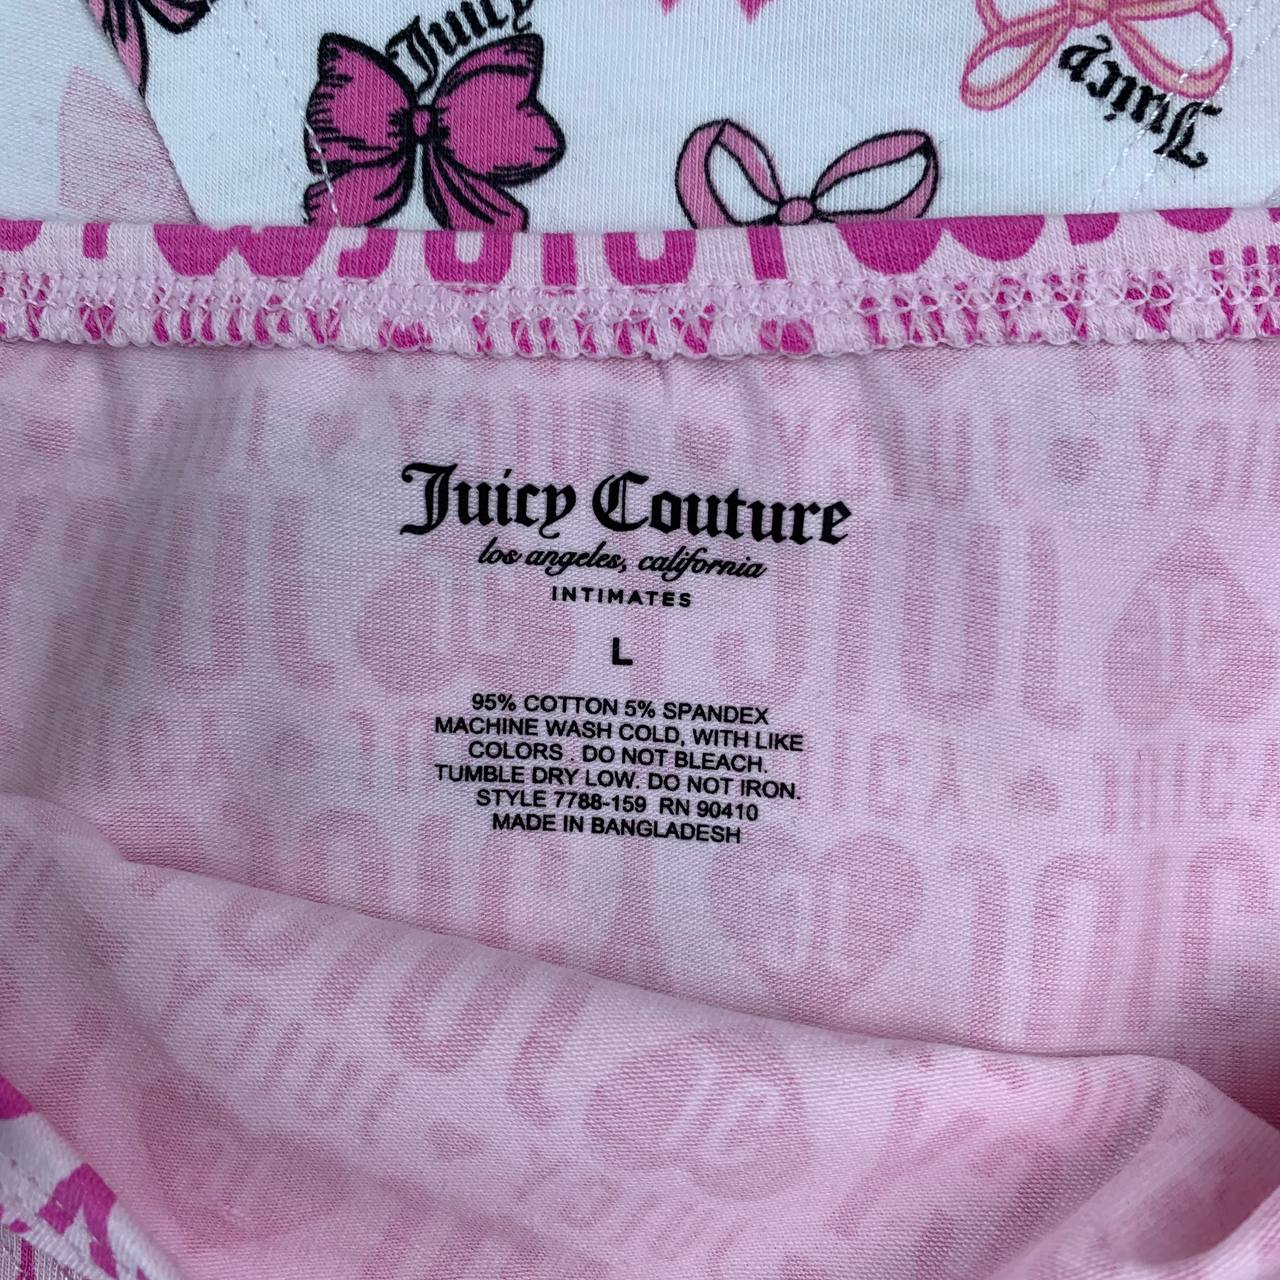 Juicy
Juicy
Juicy Couture
los angeles, california
INTIMATES
L
95% COTTON 5% SPANDEX
MACHINE WASH COLD, WITH LIKE
COLORS . DO NOT BLEACH.
TUMBLE DRY LOW. DO NOT IRON.
STYLE 7788-159 RN 90410
MADE IN BANGLADESH